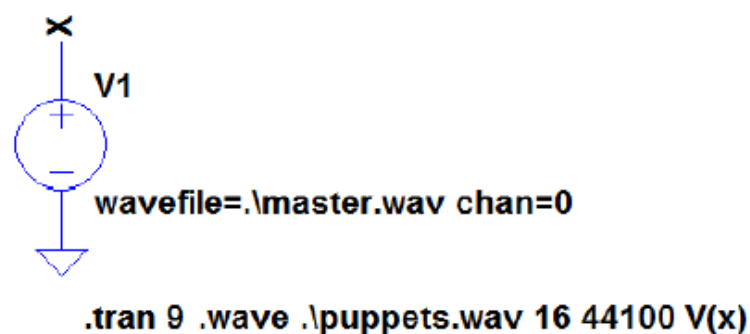 x
V1
wavefile=.\master.wav chan=0
.tran 9 .wave .\puppets.wav 16 44100 V(x)